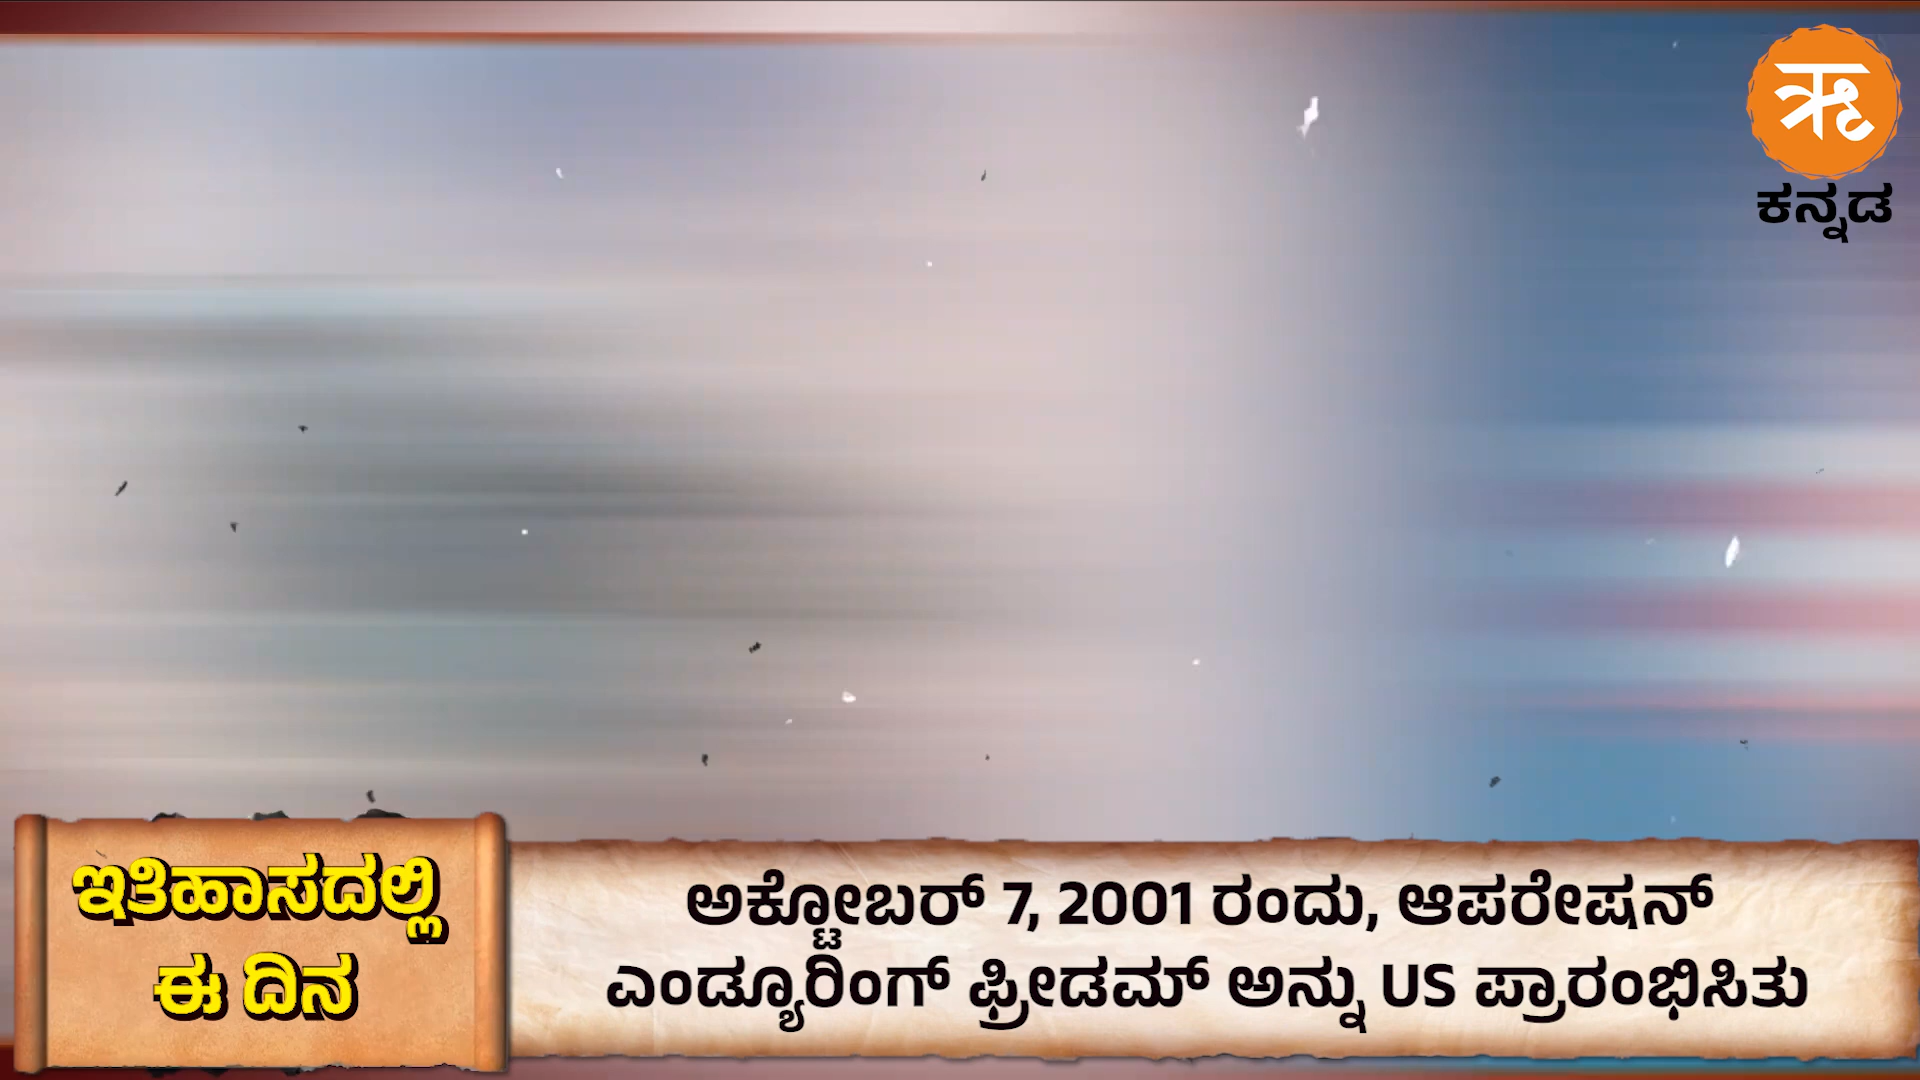 ऋ
ಕನ್ನಡ
ಇತಿಹಾಸದಲ್ಲಿ
ಈ ದಿನ
ಅಕ್ಟೋಬರ್ 7, 2001 ರಂದು, ಆಪರೇಷನ್
ಎಂಡ್ಯೂರಿಂಗ್ ಫ್ರೀಡಮ್ ಅನ್ನು US ಪ್ರಾರಂಭಿಸಿತು